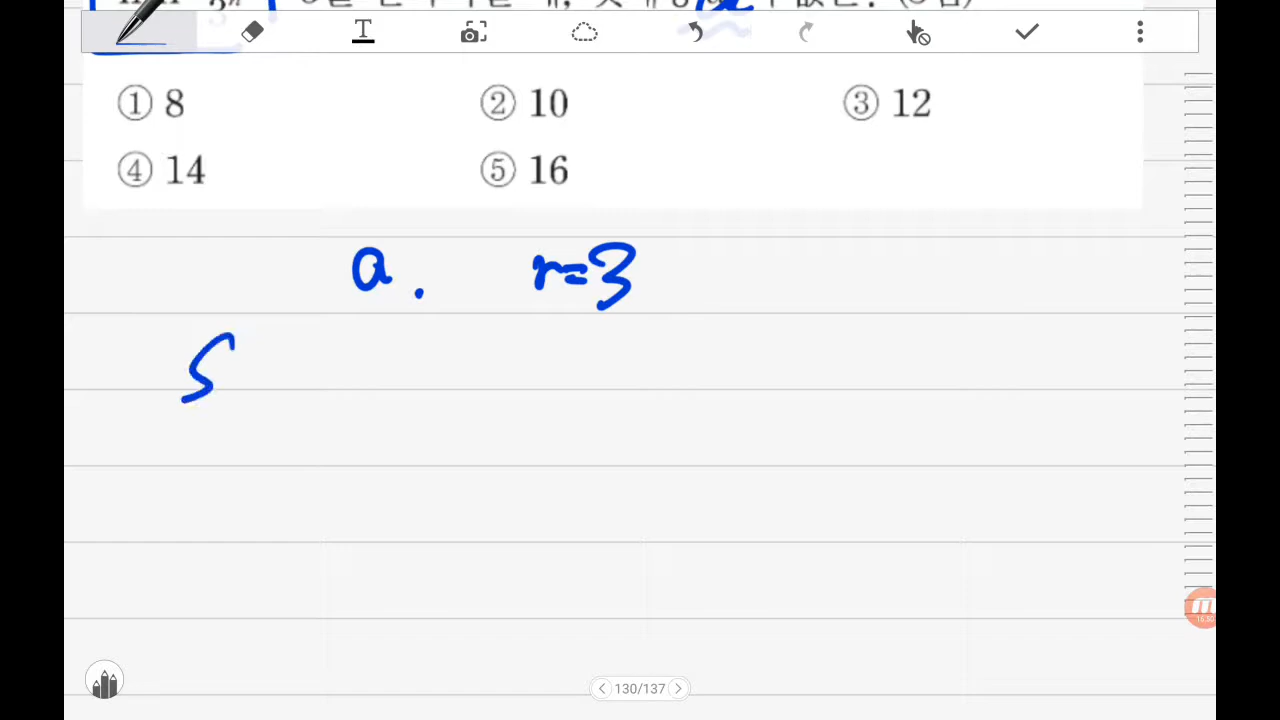 T
① 8 ② 10 ③ 12
④ 14 ⑤ 16
a. r=3
S
130/137